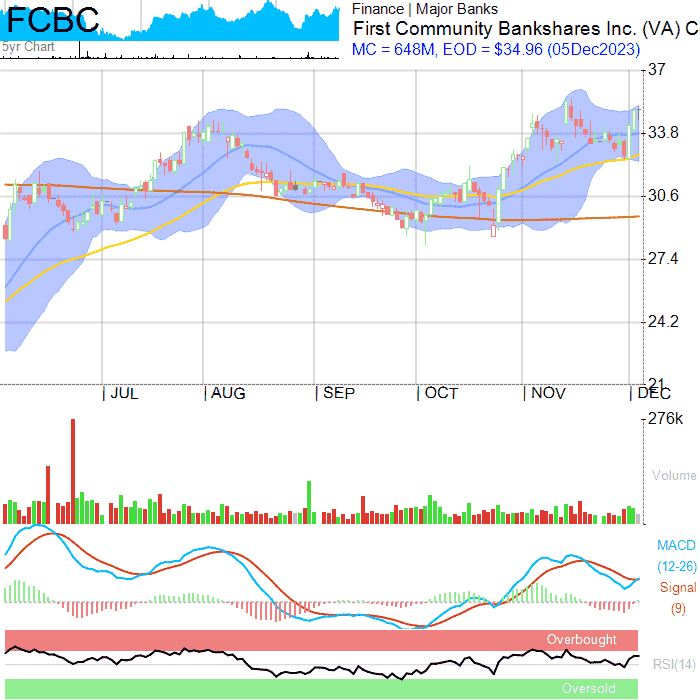 FCBC
5yr Chart
Finance | Major Banks
First Community Bankshares Inc. (VA) C
MC = 648M, EOD = $34.96 (05Dec2023)
37
33.8
30.6
27.4
24.2
21
JUL
AUG
SEP
OCT
NOV
DEC
276k
Volume
MACD
(12-26)
Signal
(9)
Overbought
RSI(14)
Oversold